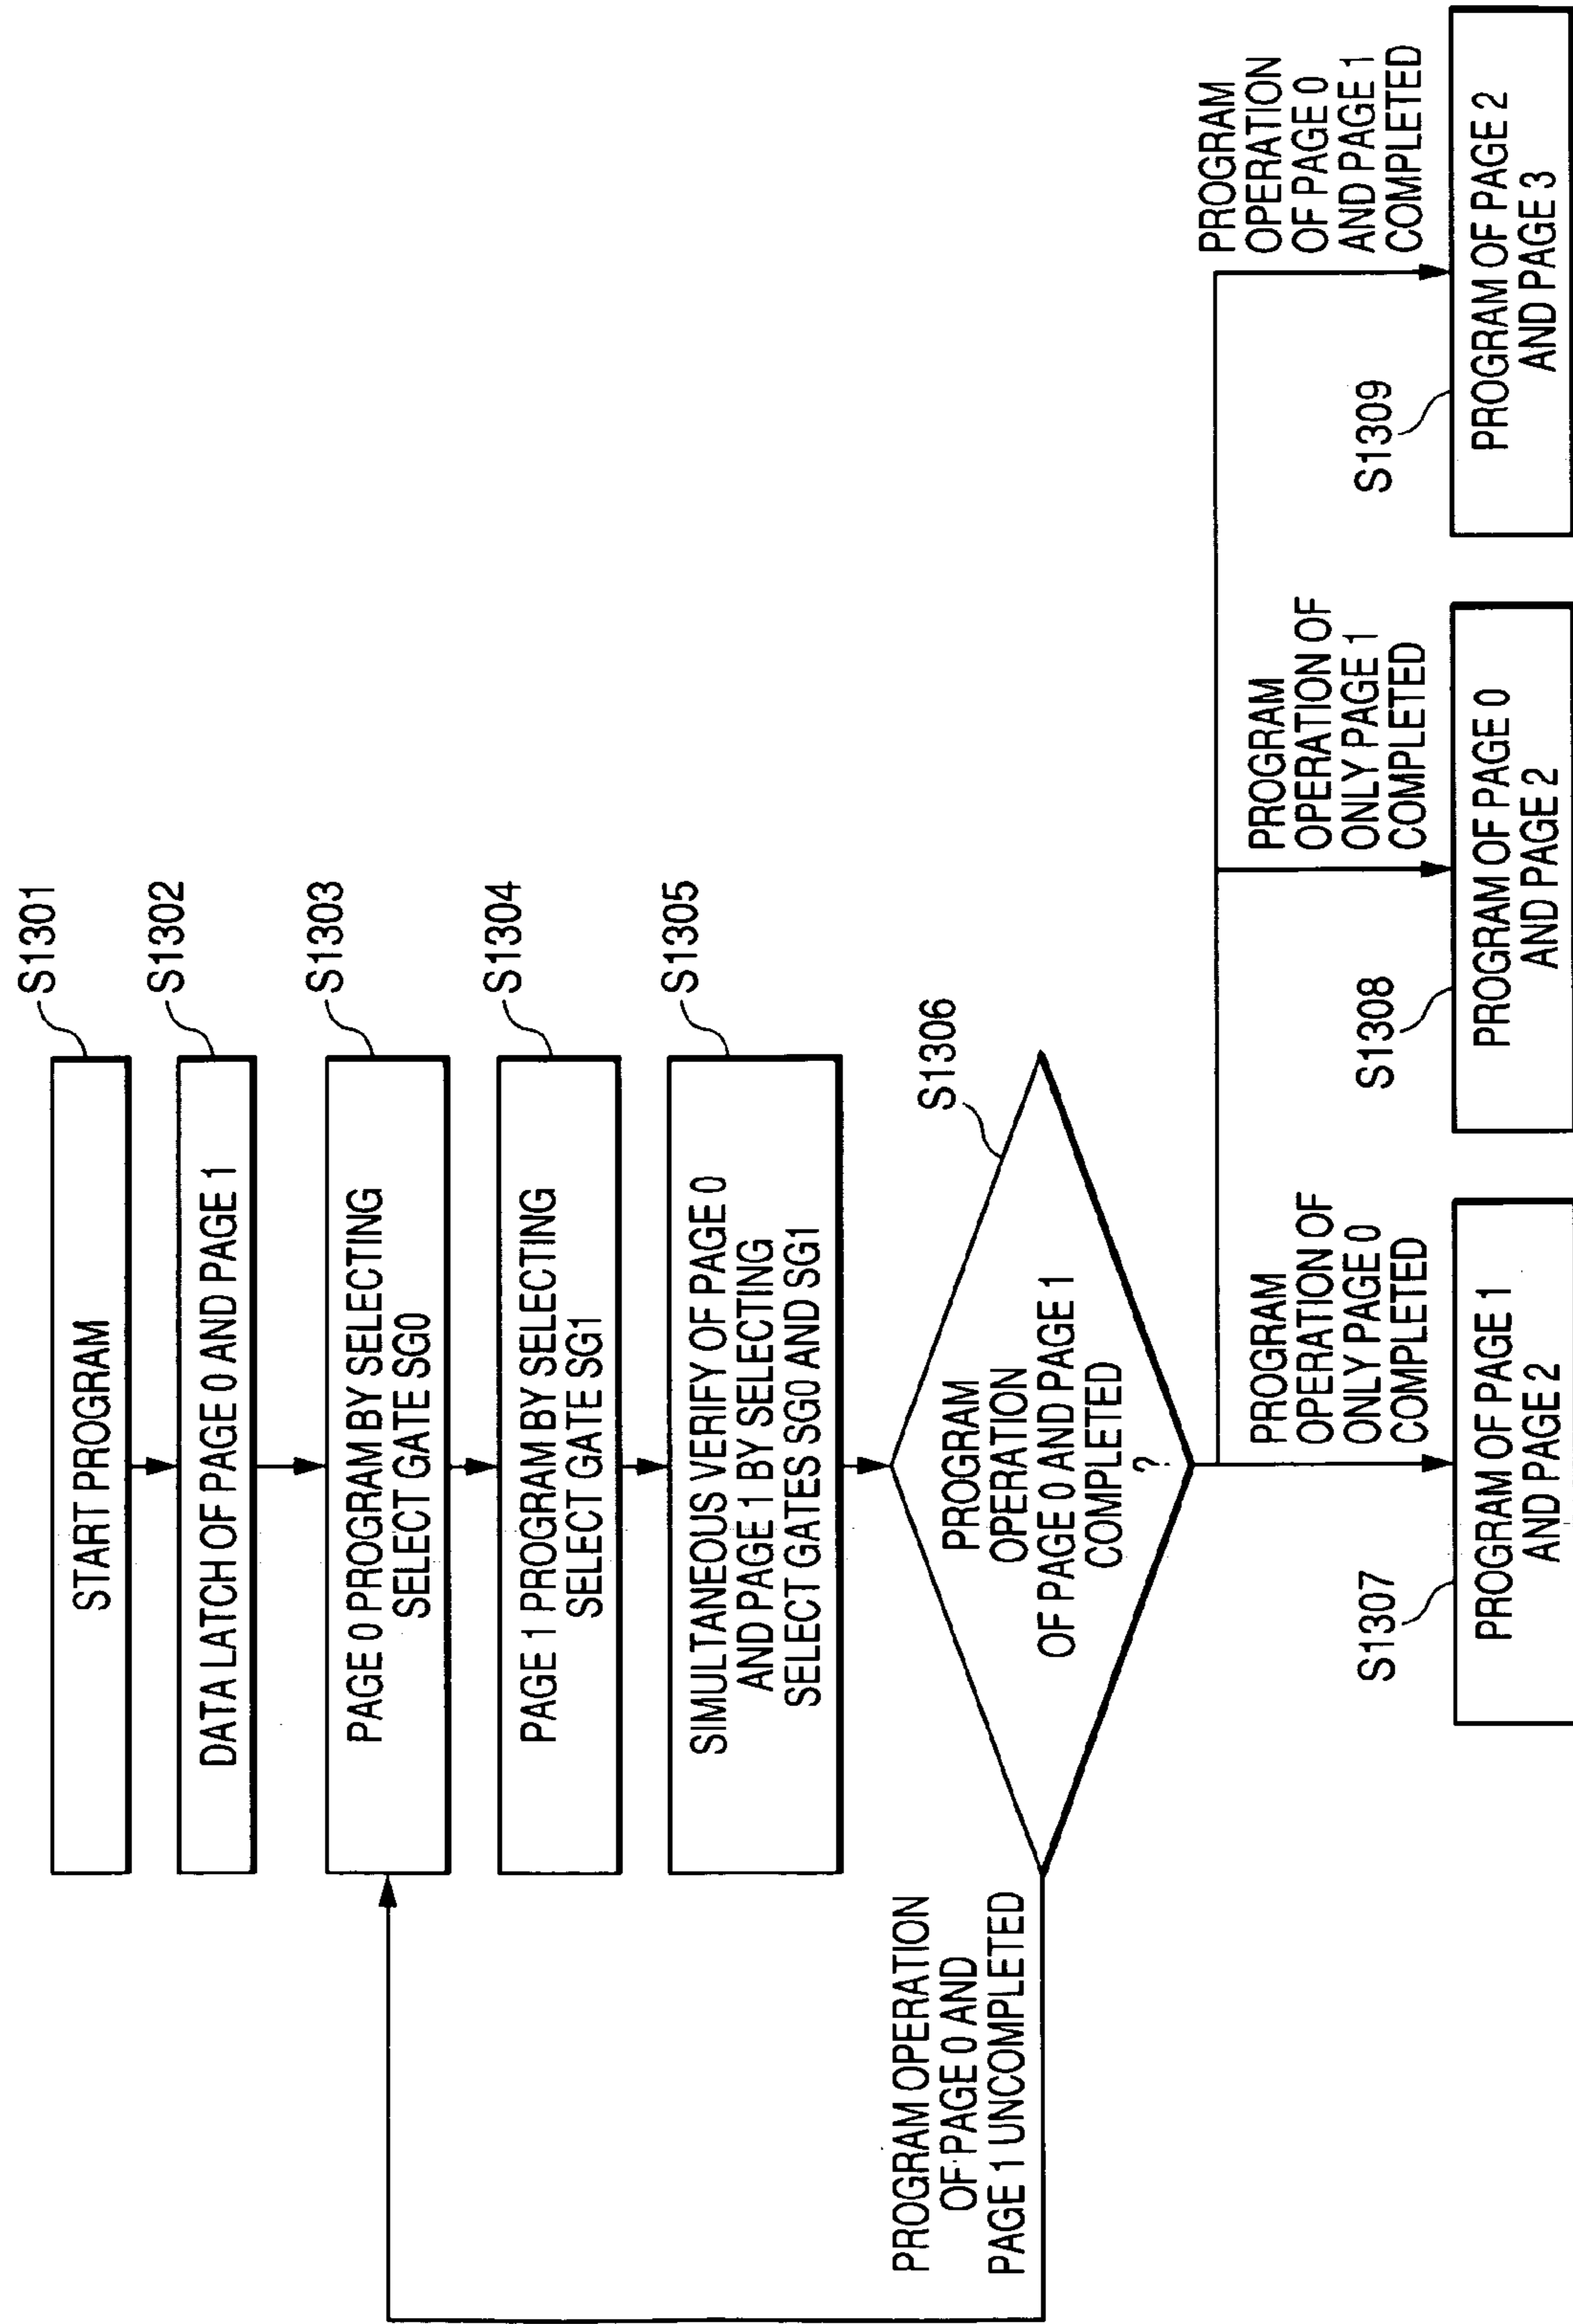 S1301
START PROGRAM
S1302
DATA LATCH OF PAGE 0 AND PAGE 1
S1303
PAGE 0 PROGRAM BY SELECTING
SELECT GATE SG0
S1304
PAGE 1 PROGRAM BY SELECTING
SELECT GATE SG1
S1305
SIMULTANEOUS VERIFY OF PAGE 0
AND PAGE 1 BY SELECTING
SELECT GATES SG0 AND SG1
S1306
PROGRAM
OPERATION
OF PAGE 0 AND PAGE 1
COMPLETED
?
PROGRAM OPERATION
OF PAGE 0 AND
PAGE 1 UNCOMPLETED
PROGRAM
OPERATION OF
ONLY PAGE 0
COMPLETED
S1307
PROGRAM OF PAGE 1
AND PAGE 2
PROGRAM
OPERATION OF
ONLY PAGE 1
COMPLETED
S1308
PROGRAM OF PAGE 0
AND PAGE 2
PROGRAM
OPERATION
OF PAGE 0
AND PAGE 1
COMPLETED
S1309
PROGRAM OF PAGE 2
AND PAGE 3